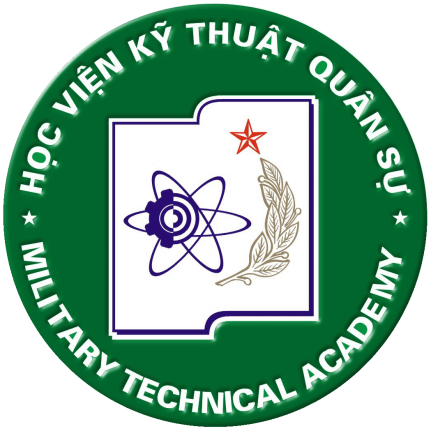 HỌC VIỆN KỸ THUẬT QUÂN SỰ
MILITARY TECHNICAL ACADEMY